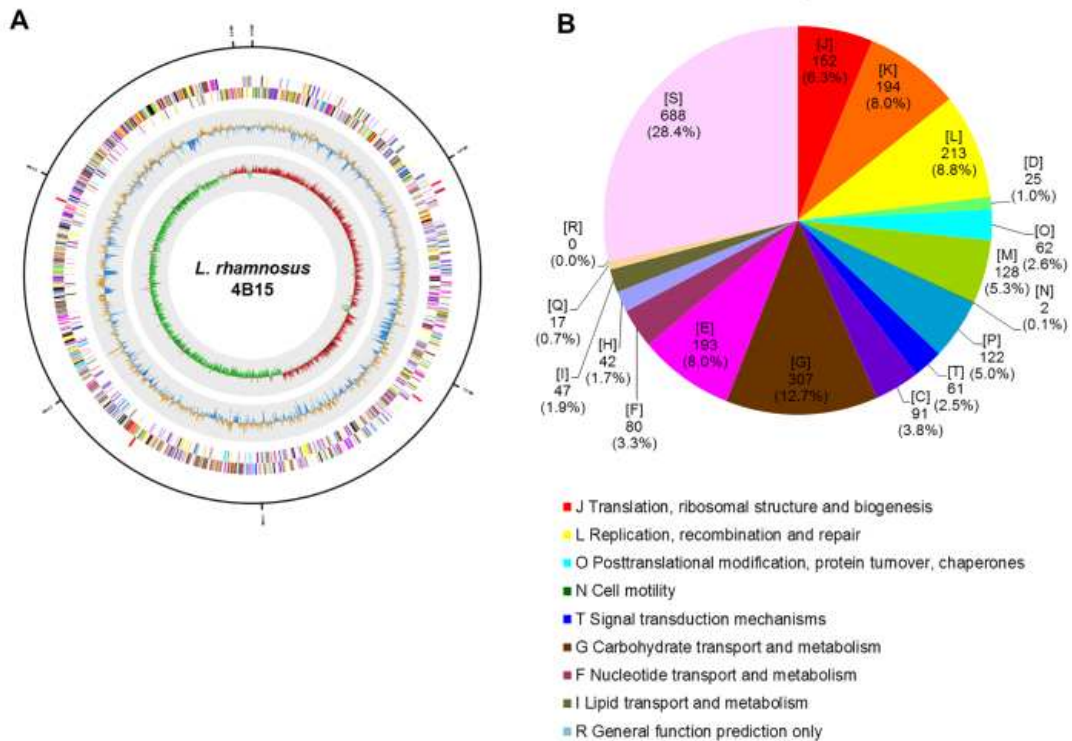 A
L. rhamnosus
4B15
B
[J]
152
(6.3%)
[K]
194
(8.0%)
[L]
213
(8.8%)
[D]
25
(1.0%)
[O]
62
(2.6%)
[M]
128
(5.3%)
[N]
2
(0.1%)
[P]
122
(5.0%)
[T]
61
(2.5%)
[C]
91
(3.8%)
[G]
307
(12.7%)
[E]
193
(8.0%)
[F]
80
(3.3%)
[H]
42
(1.7%)
[I]
47
(1.9%)
[Q]
17
(0.7%)
[R]
0
(0.0%)
[S]
688
(28.4%)
J Translation, ribosomal structure and biogenesis
L Replication, recombination and repair
O Posttranslational modification, protein turnover, chaperones
N Cell motility
T Signal transduction mechanisms
G Carbohydrate transport and metabolism
F Nucleotide transport and metabolism
I Lipid transport and metabolism
R General function prediction only